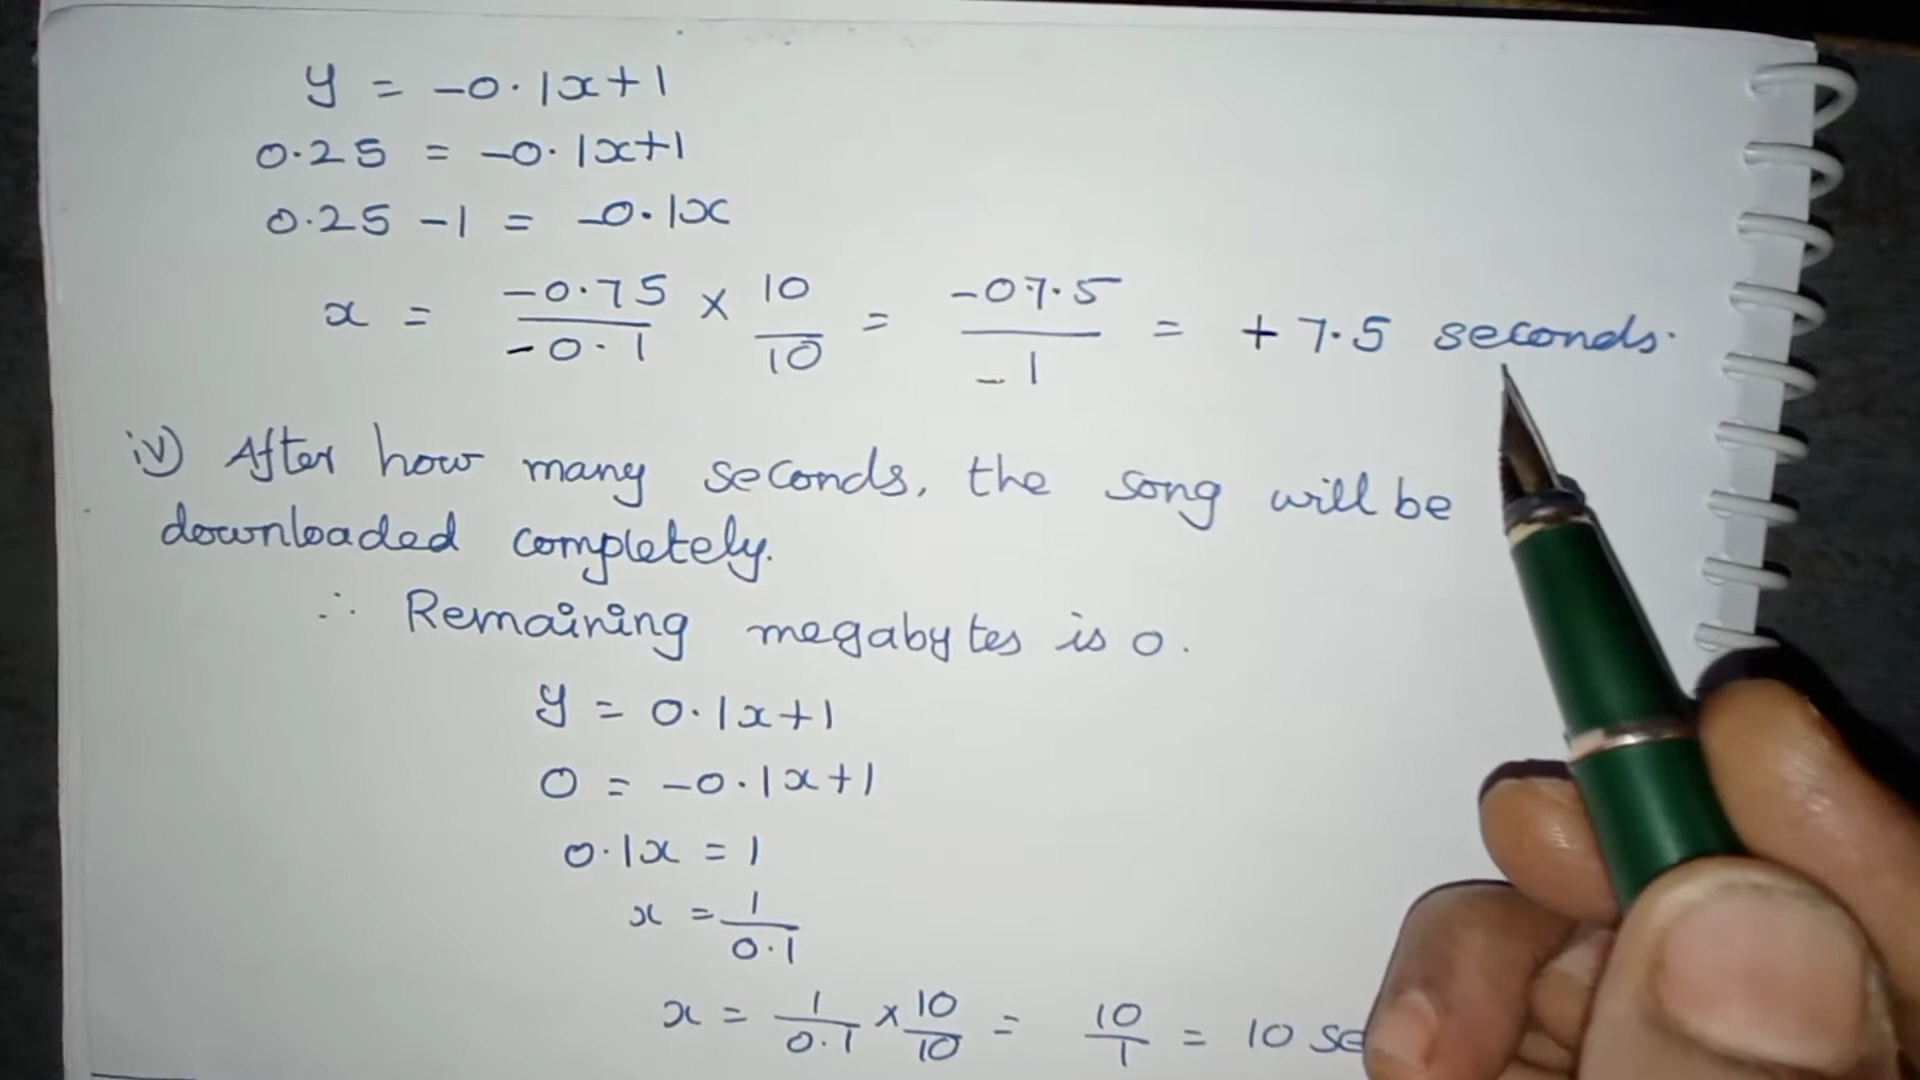 y = -0.1x+1
0.25 = -0.1x+1
0.25 -1 = -0.1x
x = -0.75/-0.1 × 10/10 = -07.5/-1 = +7.5 seconds.
iv) After how many seconds, the song will be
downloaded completely.
∴ Remaining megabytes is 0.
y = 0.1x+1
0 = -0.1x+1
0.1x = 1
x = 1/0.1
x = 1/0.1 × 10/10 = 10/1 = 10 se